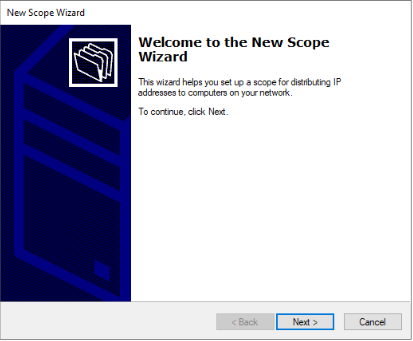 New Scope Wizard
Welcome to the New Scope
Wizard
This wizard helps you set up a scope for distributing IP
addresses to computers on your network.
To continue, click Next.
< Back
Next >
Cancel